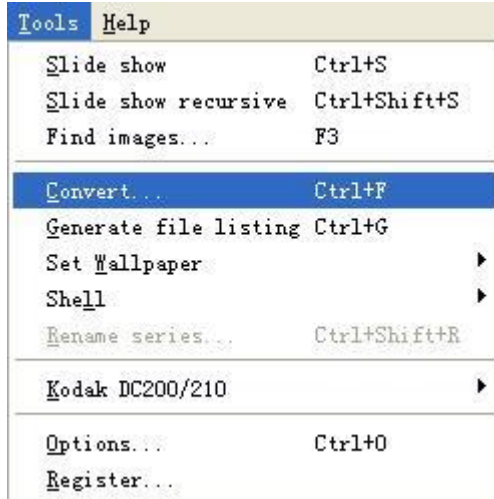 Tools Help
Slide show Ctrl+S
Slide show recursive Ctrl+Shift+S
Find images... F3
Convert... Ctrl+F
Generate file listing Ctrl+G
Set Wallpaper
Shell
Rename series... Ctrl+Shift+R
Kodak DC200/210
Options... Ctrl+O
Register...